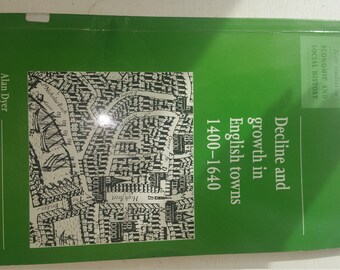 ECONOMIC AND
SOCIAL HISTORY
Decline and
growth in
English towns
1400–1640
Alan Dyer